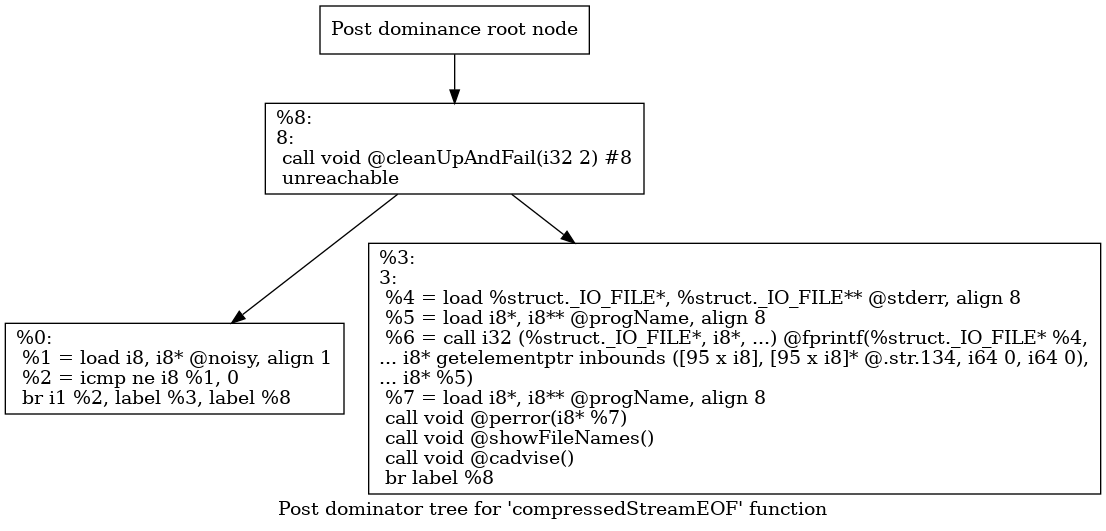 Post dominance root node
%8:
8:
call void @cleanUpAndFail(i32 2) #8
unreachable
%0:
%1 = load i8, i8* @noisy, align 1
%2 = icmp ne i8 %1, 0
br i1 %2, label %3, label %8
%3:
3:
%4 = load %struct._IO_FILE*, %struct._IO_FILE** @stderr, align 8
%5 = load i8*, i8** @progName, align 8
%6 = call i32 (%struct._IO_FILE*, i8*, ...) @fprintf(%struct._IO_FILE* %4,
... i8* getelementptr inbounds ([95 x i8], [95 x i8]* @.str.134, i64 0, i64 0),
... i8* %5)
%7 = load i8*, i8** @progName, align 8
call void @perror(i8* %7)
call void @showFileNames()
call void @cadvise()
br label %8
Post dominator tree for 'compressedStreamEOF' function